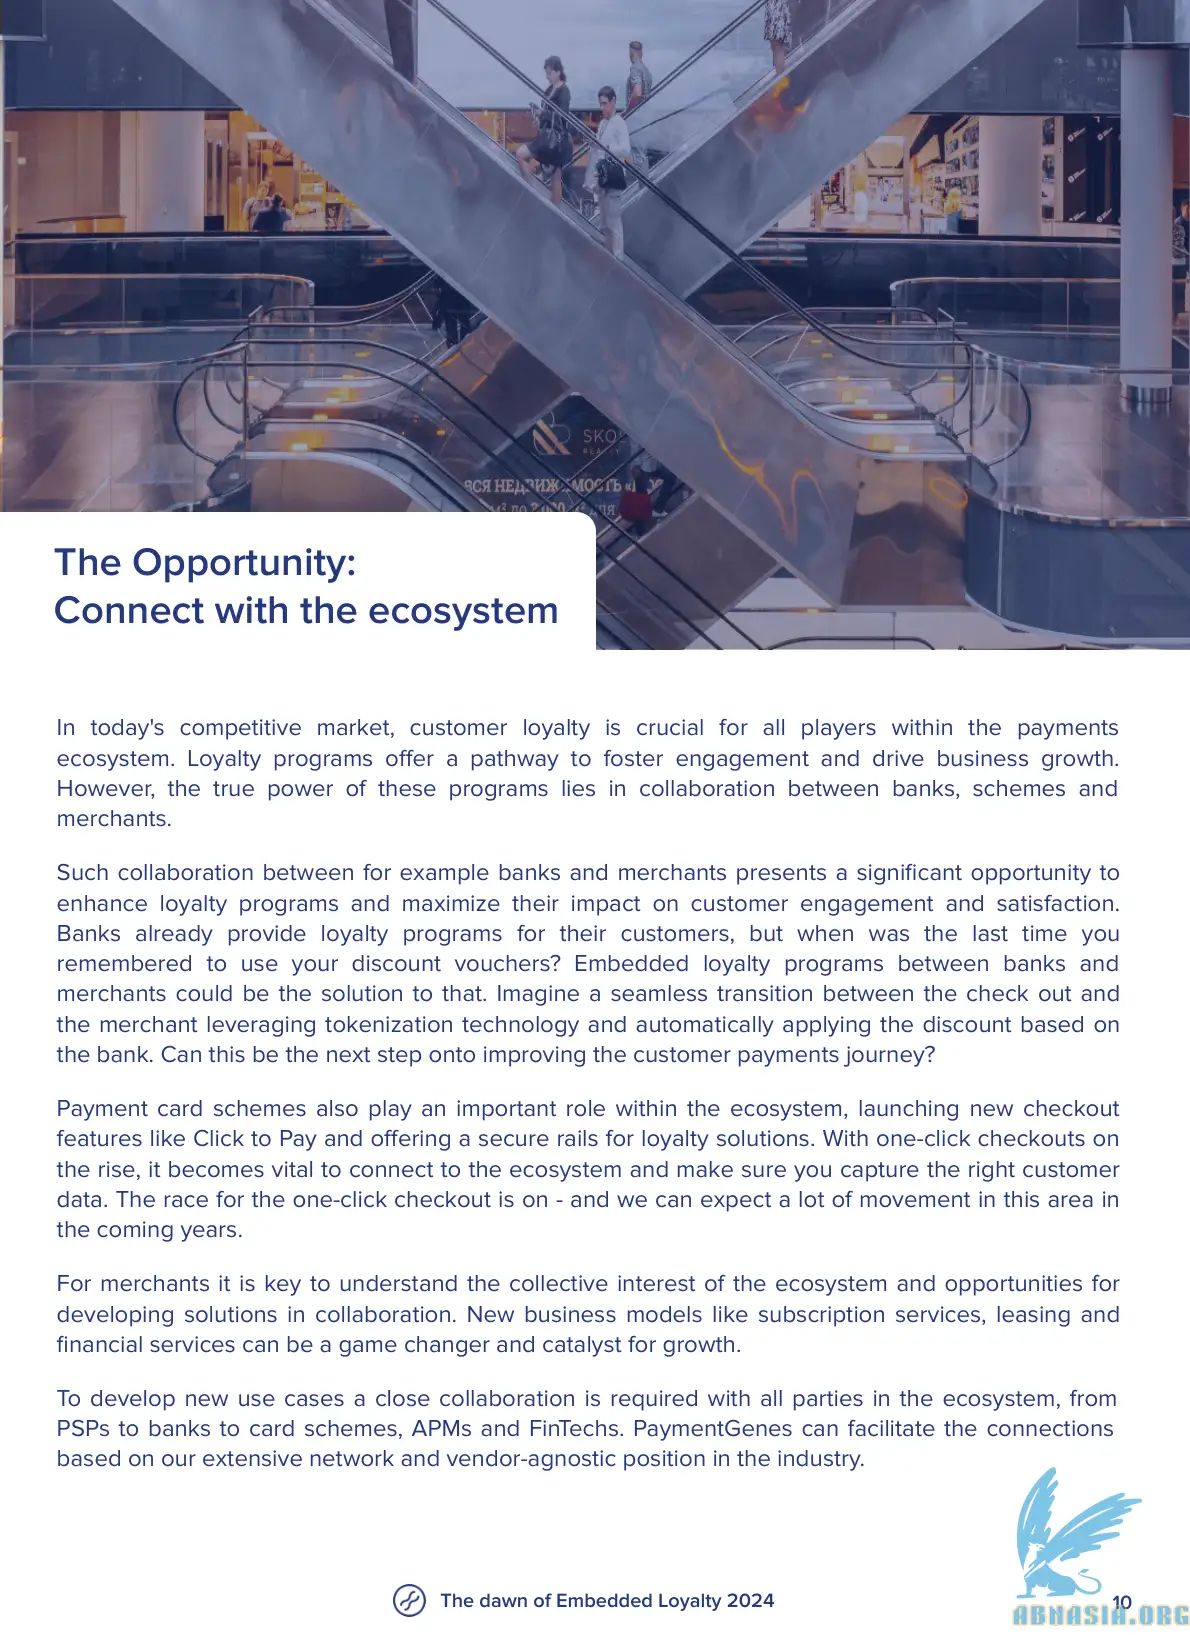 SKO
REALTY
ВСЯ НЕДВИЖИМОСТЬ
The Opportunity:
Connect with the ecosystem
In today's competitive market, customer loyalty is crucial for all players within the payments
ecosystem. Loyalty programs offer a pathway to foster engagement and drive business growth.
However, the true power of these programs lies in collaboration between banks, schemes and
merchants.
Such collaboration between for example banks and merchants presents a significant opportunity to
enhance loyalty programs and maximize their impact on customer engagement and satisfaction.
Banks already provide loyalty programs for their customers, but when was the last time you
remembered to use your discount vouchers? Embedded loyalty programs between banks and
merchants could be the solution to that. Imagine a seamless transition between the check out and
the merchant leveraging tokenization technology and automatically applying the discount based on
the bank. Can this be the next step onto improving the customer payments journey?
Payment card schemes also play an important role within the ecosystem, launching new checkout
features like Click to Pay and offering a secure rails for loyalty solutions. With one-click checkouts on
the rise, it becomes vital to connect to the ecosystem and make sure you capture the right customer
data. The race for the one-click checkout is on - and we can expect a lot of movement in this area in
the coming years.
For merchants it is key to understand the collective interest of the ecosystem and opportunities for
developing solutions in collaboration. New business models like subscription services, leasing and
financial services can be a game changer and catalyst for growth.
To develop new use cases a close collaboration is required with all parties in the ecosystem, from
PSPs to banks to card schemes, APMs and FinTechs. PaymentGenes can facilitate the connections
based on our extensive network and vendor-agnostic position in the industry.
The dawn of Embedded Loyalty 2024
10
ABNASIA.ORG